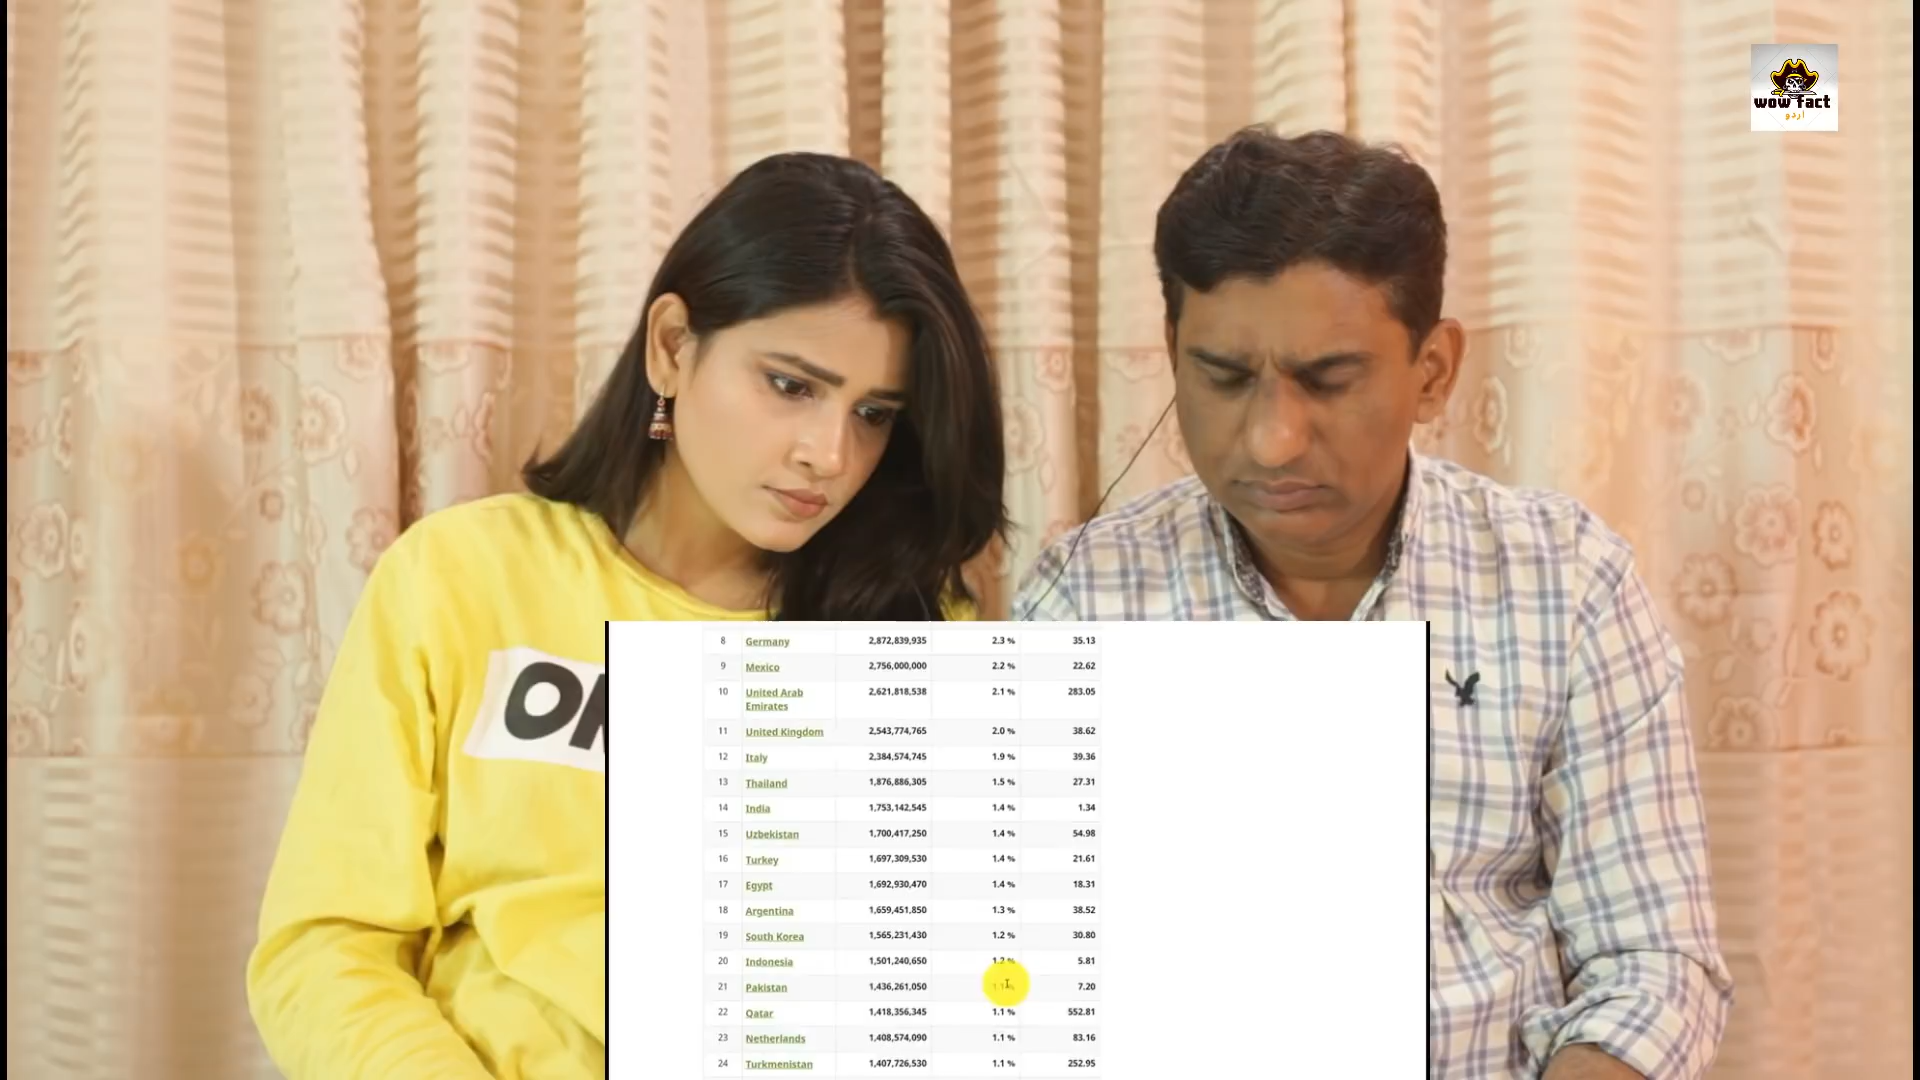 wow fact
اردو
OK
8 Germany 2,872,839,935 2.3 % 35.13
9 Mexico 2,756,000,000 2.2 % 22.62
10 United Arab 2,621,818,538 2.1 % 283.05
Emirates
11 United Kingdom 2,543,774,765 2.0 % 38.62
12 Italy 2,384,574,745 1.9 % 39.36
13 Thailand 1,876,886,305 1.5 % 27.31
14 India 1,753,142,545 1.4 % 1.34
15 Uzbekistan 1,700,417,250 1.4 % 54.98
16 Turkey 1,697,309,530 1.4 % 21.61
17 Egypt 1,692,930,470 1.4 % 18.31
18 Argentina 1,659,451,850 1.3 % 38.52
19 South Korea 1,565,231,430 1.2 % 30.80
20 Indonesia 1,501,240,650 1.2 % 5.81
21 Pakistan 1,436,261,050 1.1 % 7.20
22 Qatar 1,418,356,345 1.1 % 552.81
23 Netherlands 1,408,574,090 1.1 % 83.16
24 Turkmenistan 1,407,726,530 1.1 % 252.95